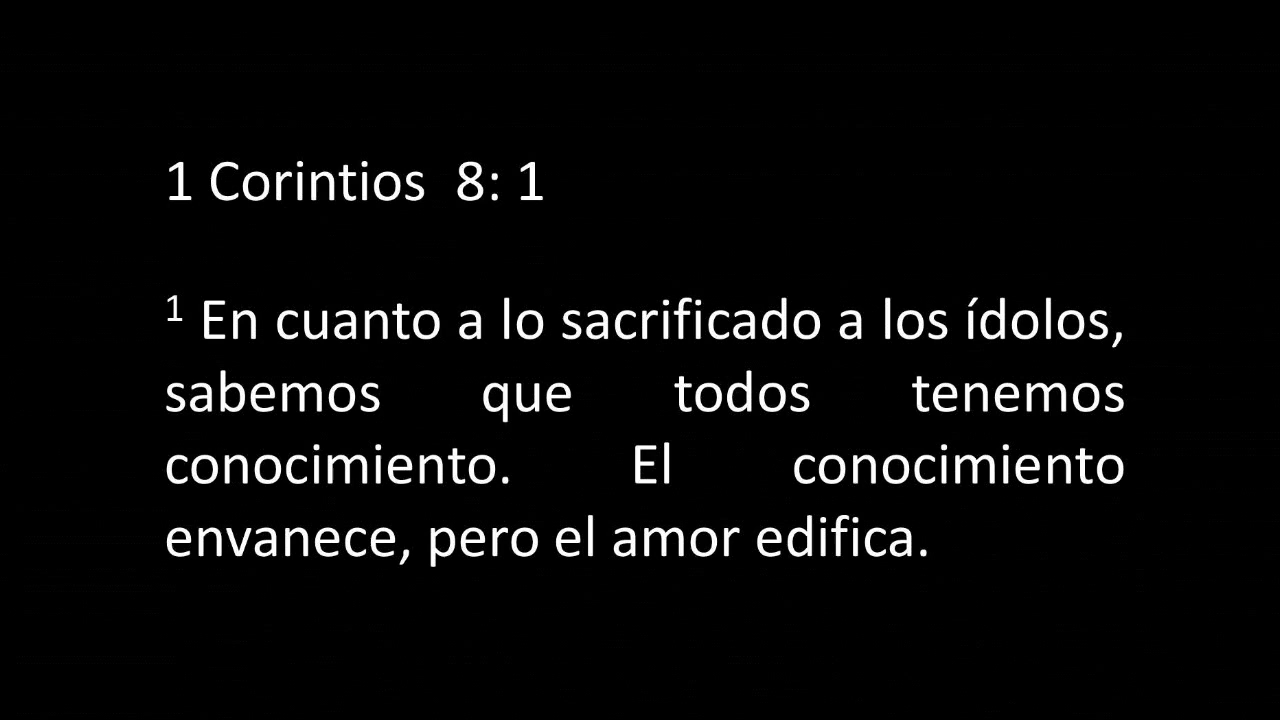 1 Corintios  8: 1
1 En cuanto a lo sacrificado a los ídolos,
sabemos que todos tenemos
conocimiento. El conocimiento
envanece, pero el amor edifica.